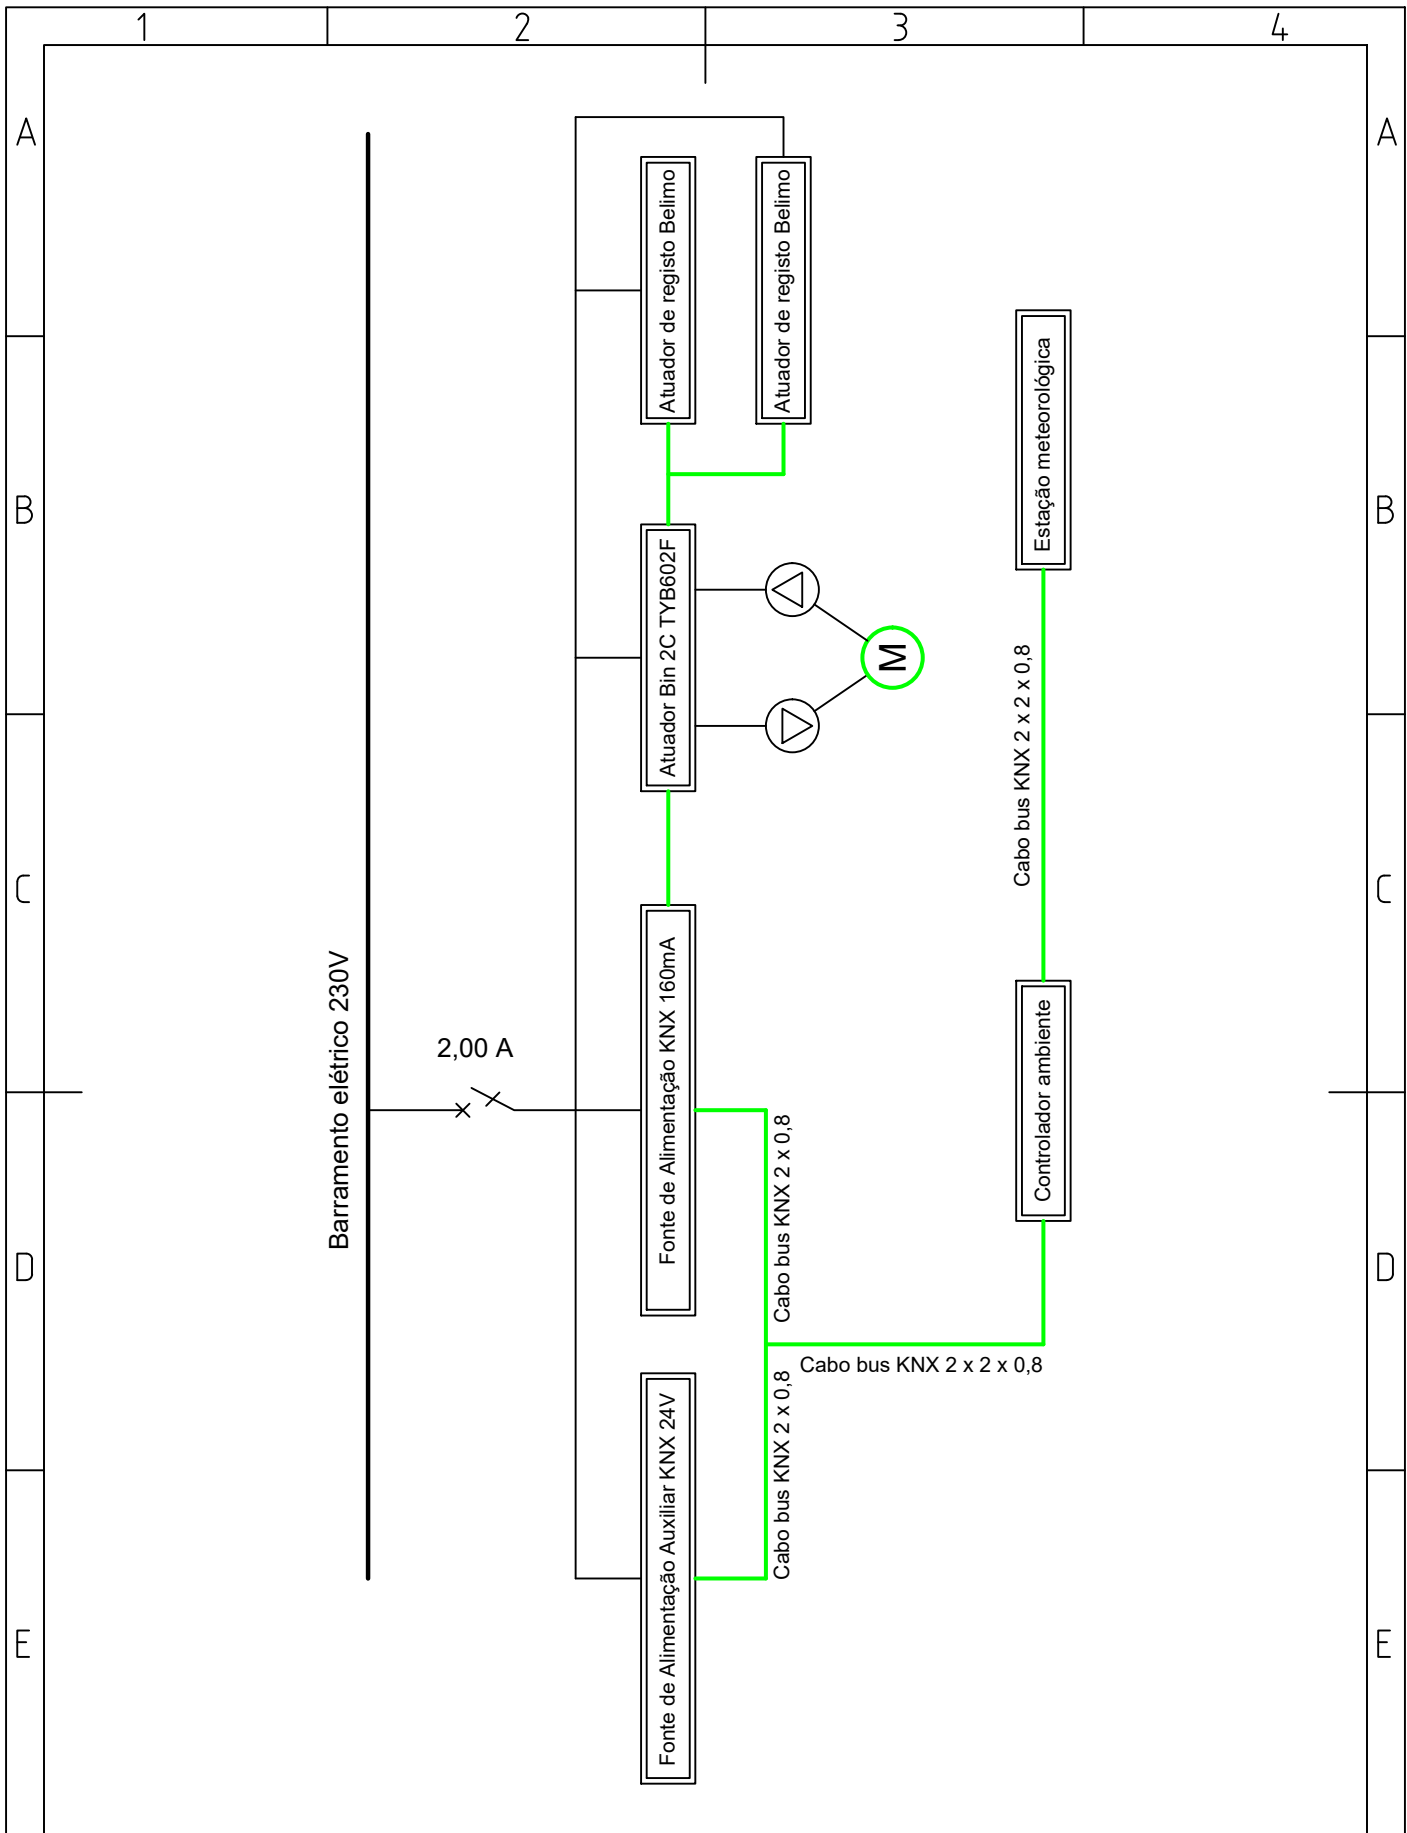 1
2
3
4
A
A
B
B
C
C
D
D
E
E
Barramento elétrico 230V
2,00 A
Fonte de Alimentação Auxiliar KNX 24V
Fonte de Alimentação KNX 160mA
Atuador Bin 2C TYB602F
Atuador de registo Belimo
Atuador de registo Belimo
M
Cabo bus KNX 2 x 0,8
Cabo bus KNX 2 x 0,8
Cabo bus KNX 2 x 2 x 0,8
Controlador ambiente
Cabo bus KNX 2 x 2 x 0,8
Estação meteorológica